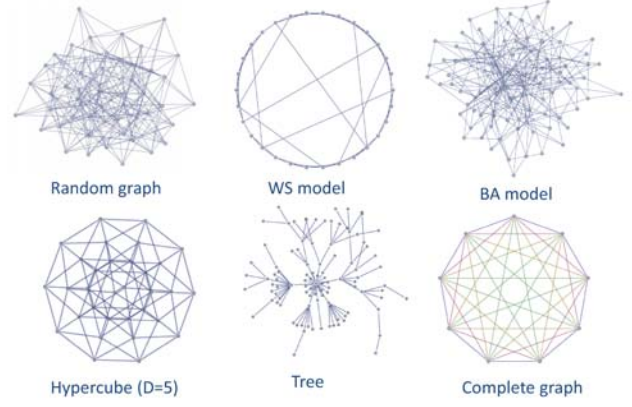 Random graph
WS model
BA model
Hypercube (D=5)
Tree
Complete graph